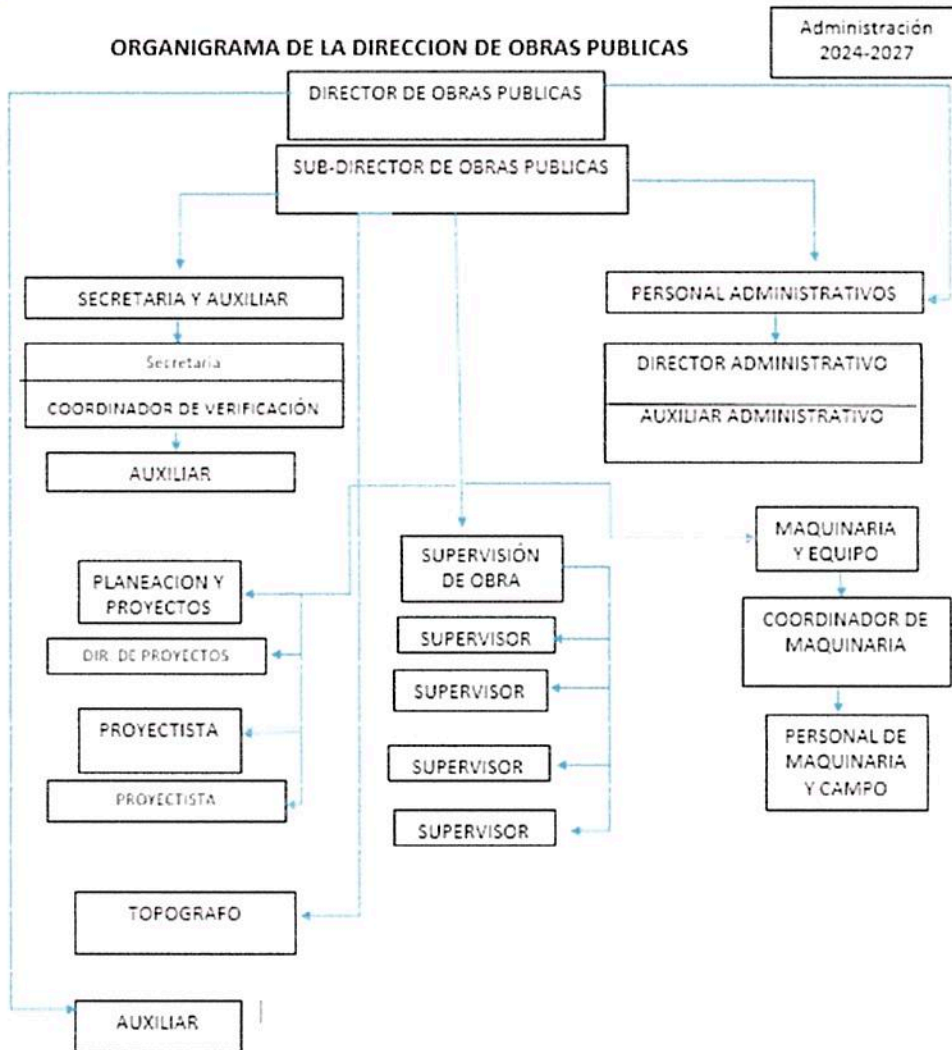 Administración
2024-2027
ORGANIGRAMA DE LA DIRECCION DE OBRAS PUBLICAS
DIRECTOR DE OBRAS PUBLICAS
SUB-DIRECTOR DE OBRAS PUBLICAS
SECRETARIA Y AUXILIAR
Secretaria
COORDINADOR DE VERIFICACIÓN
AUXILIAR
PERSONAL ADMINISTRATIVOS
DIRECTOR ADMINISTRATIVO
AUXILIAR ADMINISTRATIVO
PLANEACION Y
PROYECTOS
DIR. DE PROYECTOS
PROYECTISTA
PROYECTISTA
SUPERVISIÓN
DE OBRA
SUPERVISOR
SUPERVISOR
SUPERVISOR
SUPERVISOR
MAQUINARIA
Y EQUIPO
COORDINADOR DE
MAQUINARIA
PERSONAL DE
MAQUINARIA
Y CAMPO
TOPOGRAFO
AUXILIAR